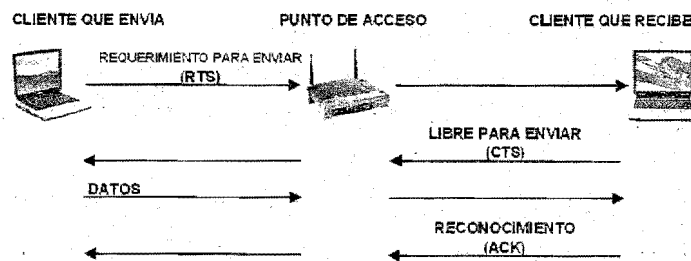 CLIENTE QUE ENVIA PUNTO DE ACCESO CLIENTE QUE RECIBE
REQUERIMIENTO PARA ENVIAR
(RTS)
LIBRE PARA ENVIAR
(CTS)
DATOS
RECONOCIMIENTO
(ACK)